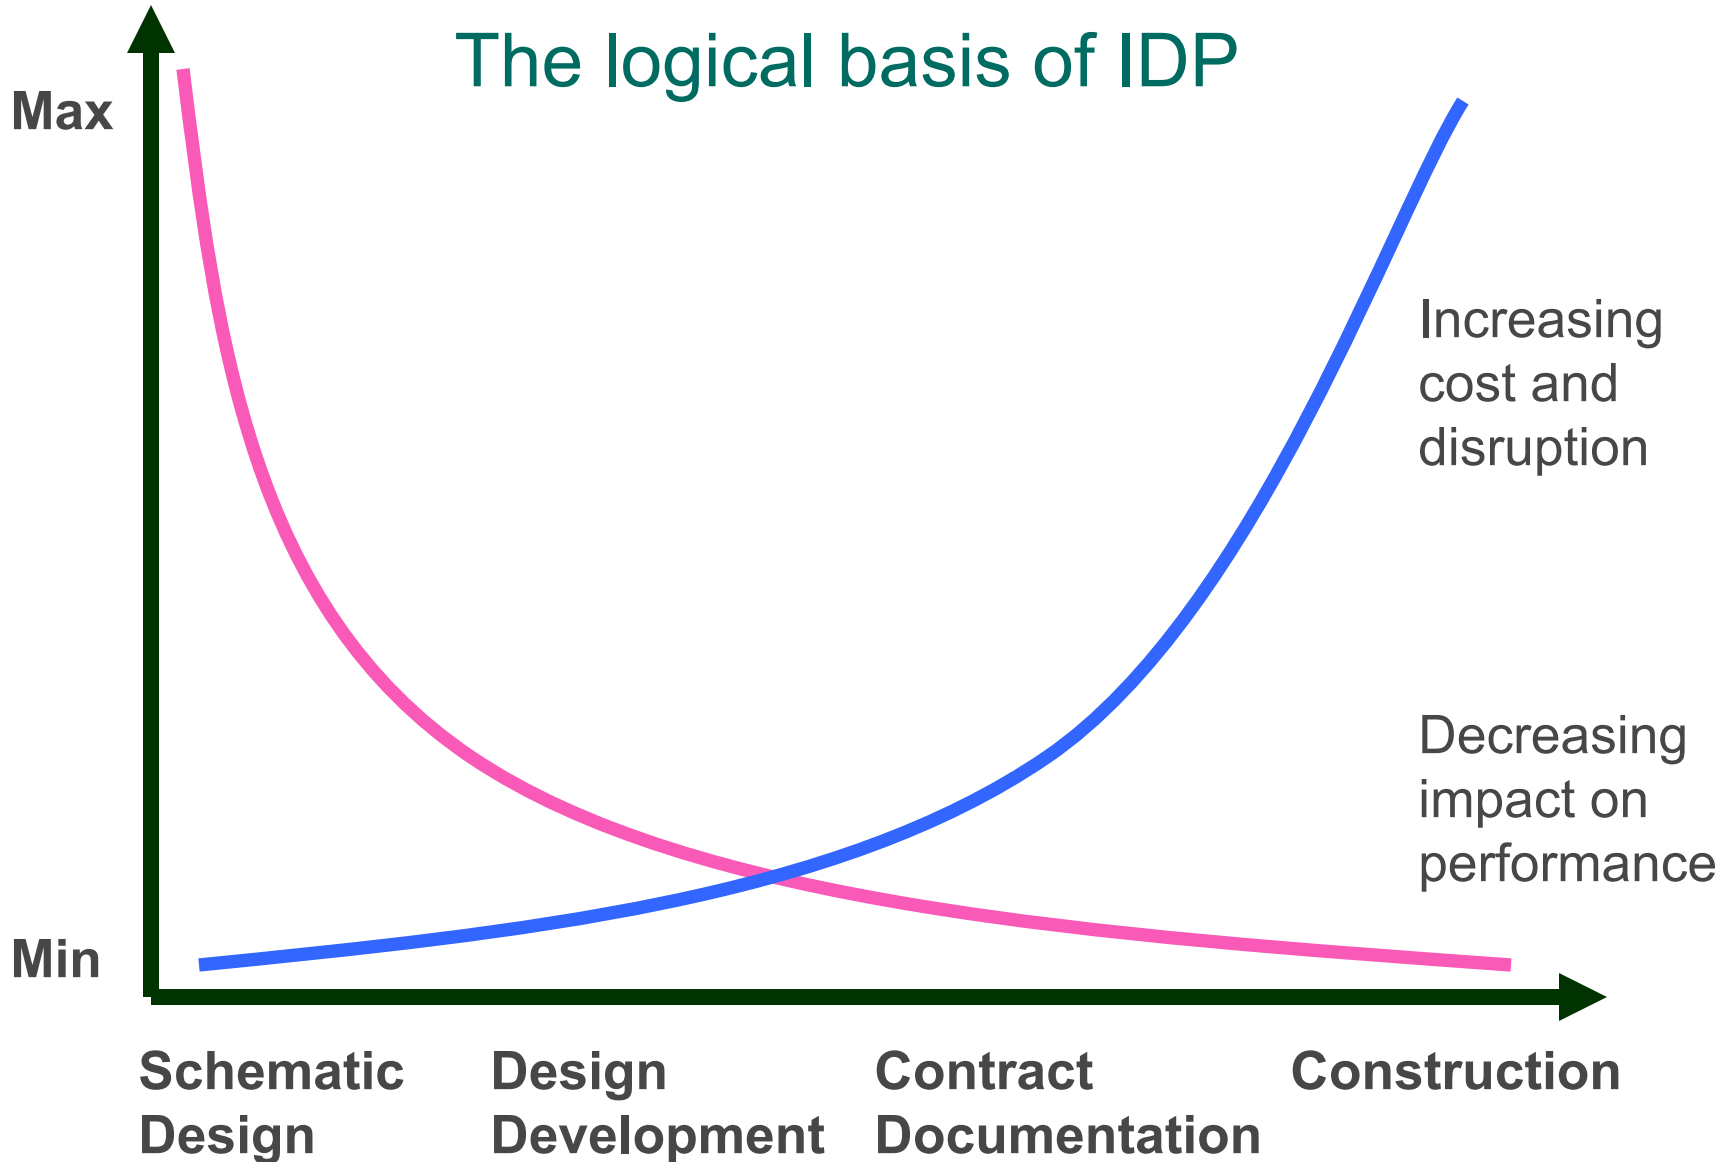 The logical basis of IDP
Max
Increasing
cost and
disruption
Decreasing
impact on
performance
Min
Schematic
Design
Design
Development
Contract
Documentation
Construction